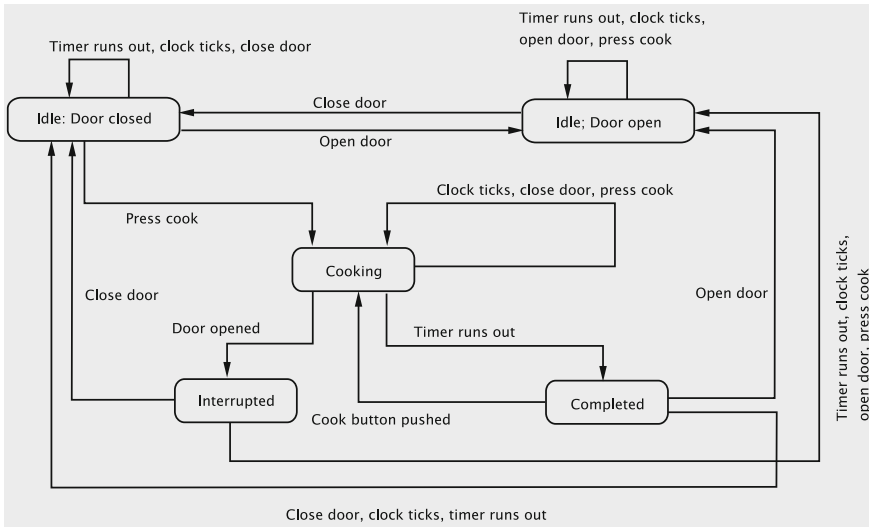 Timer runs out, clock ticks,
open door, press cook
Timer runs out, clock ticks, close door
Idle: Door closed
Close door
Idle; Door open
Open door
Clock ticks, close door, press cook
Press cook
Cooking
Close door
Open door
Timer runs out, clock ticks,
open door, press cook
Door opened
Timer runs out
Interrupted
Completed
Cook button pushed
Close door, clock ticks, timer runs out